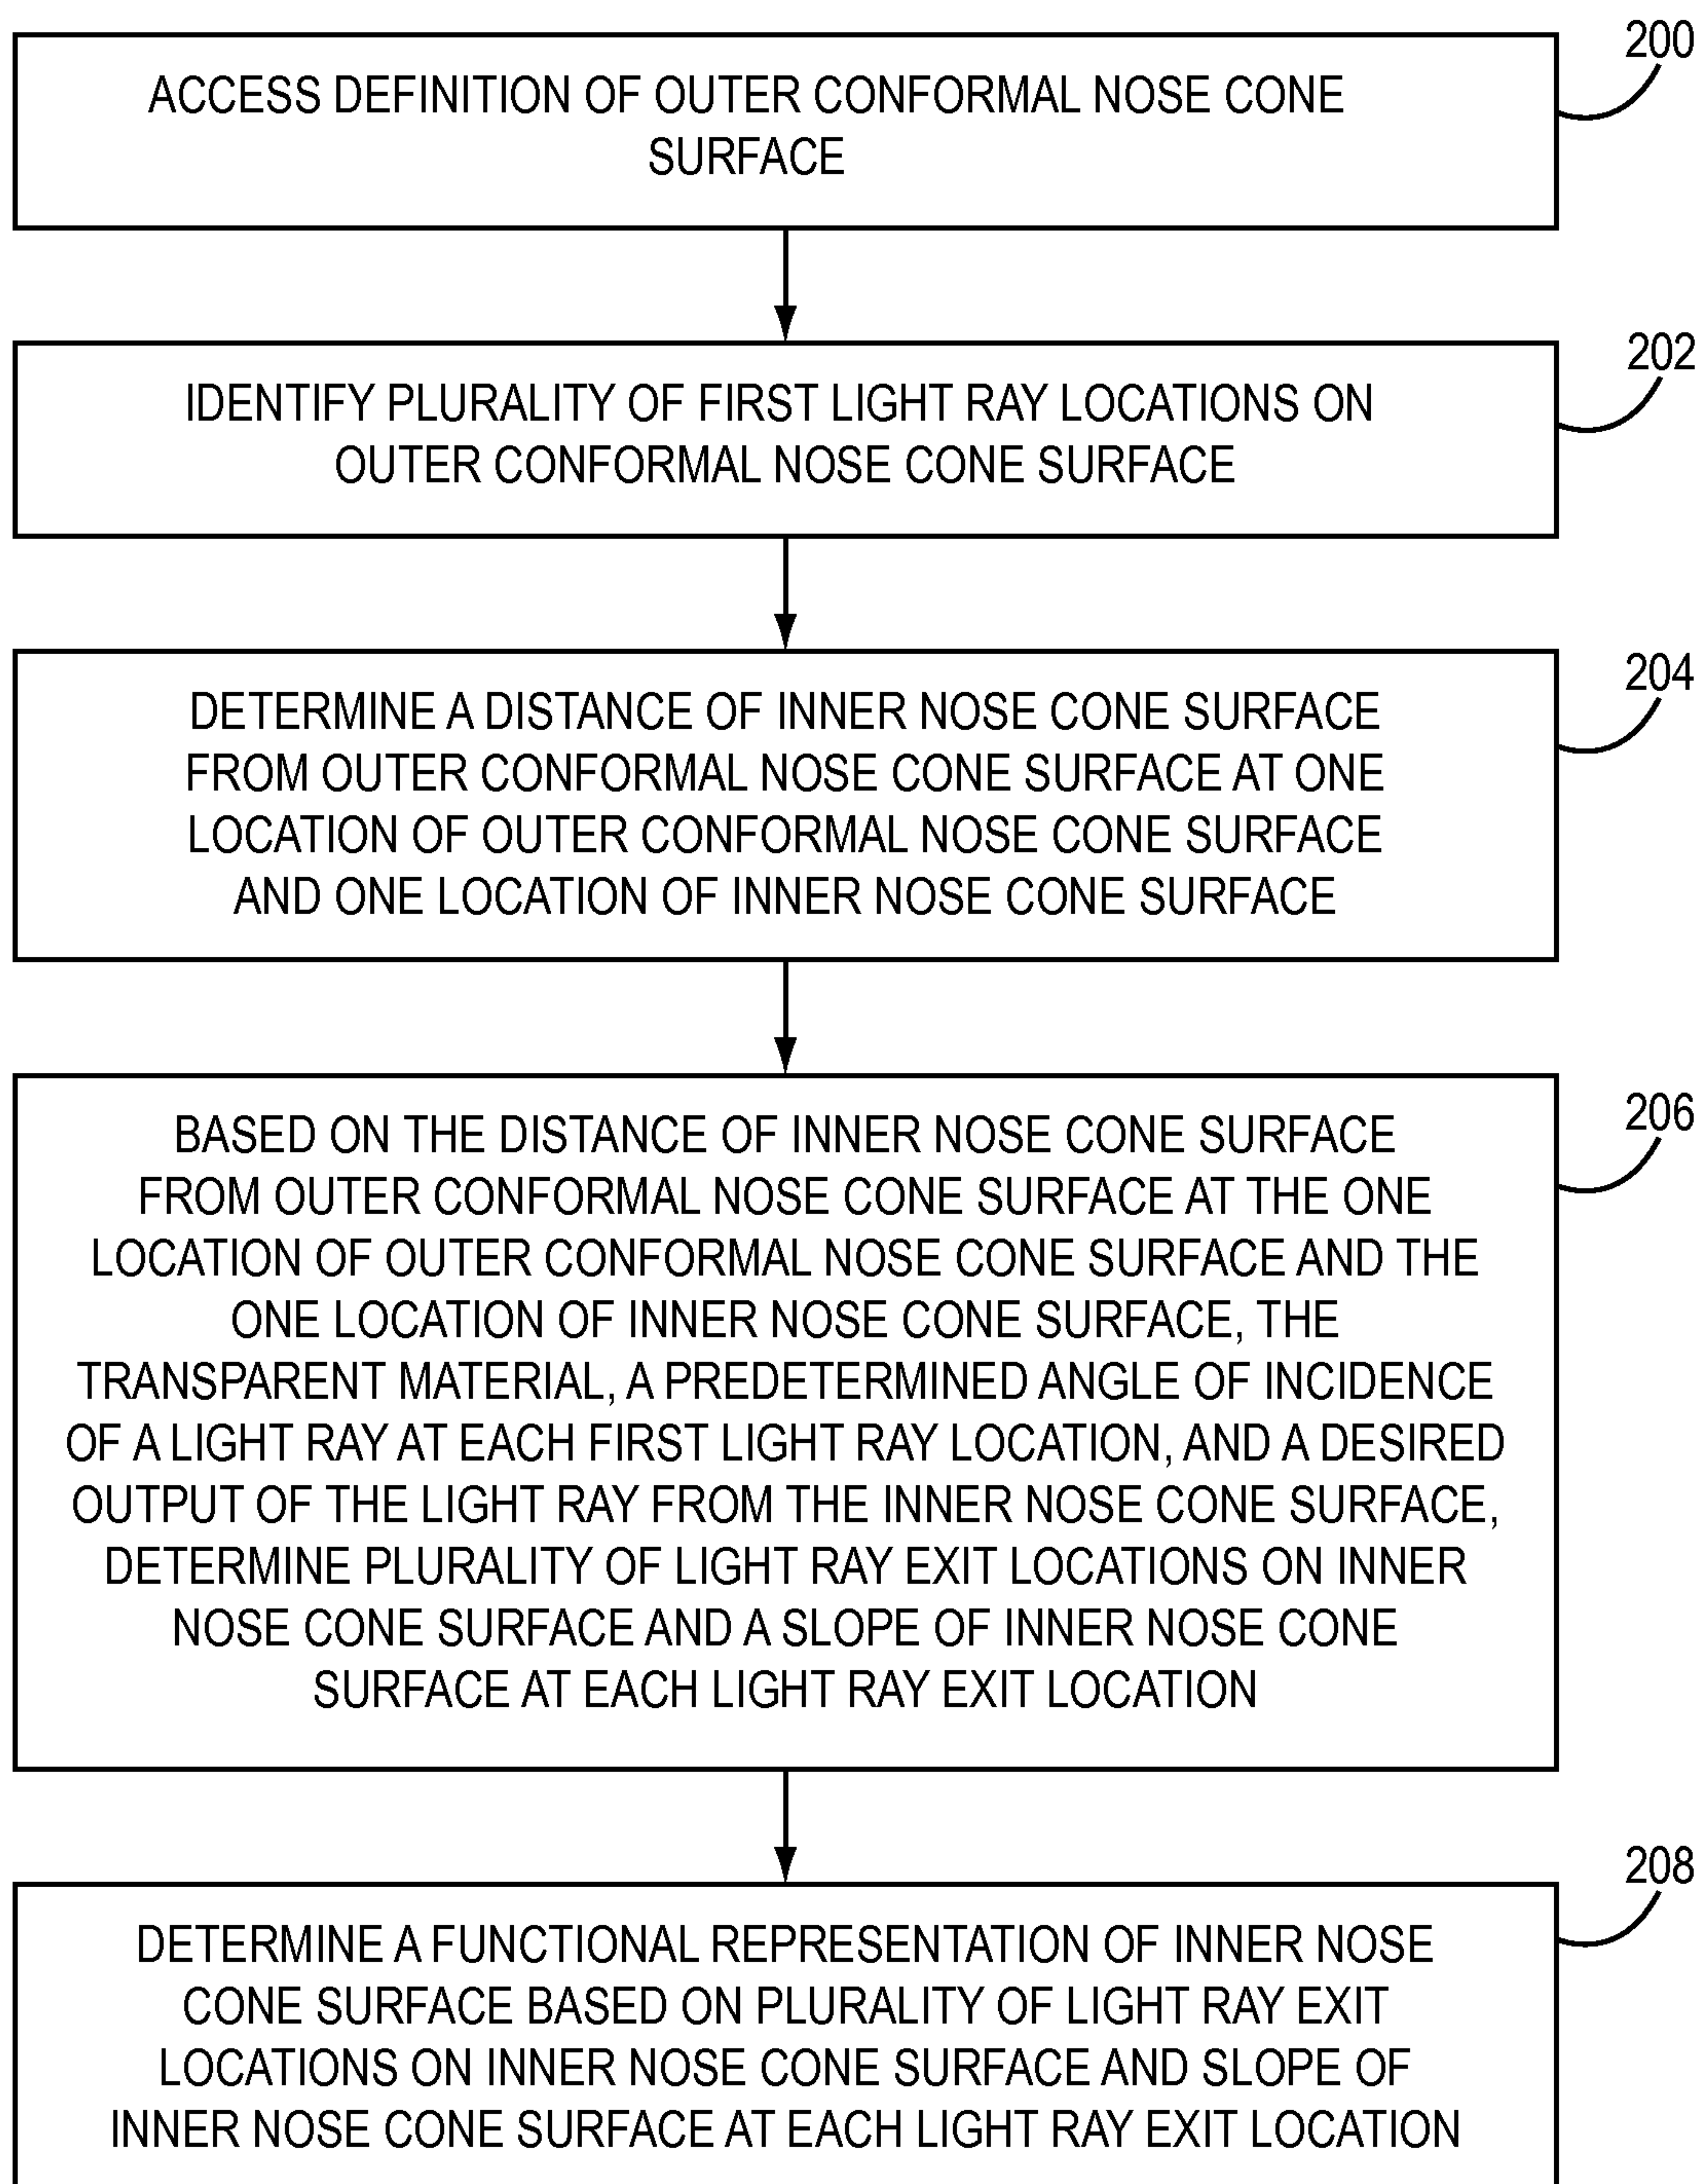 200
ACCESS DEFINITION OF OUTER CONFORMAL NOSE CONE
SURFACE
202
IDENTIFY PLURALITY OF FIRST LIGHT RAY LOCATIONS ON
OUTER CONFORMAL NOSE CONE SURFACE
204
DETERMINE A DISTANCE OF INNER NOSE CONE SURFACE
FROM OUTER CONFORMAL NOSE CONE SURFACE AT ONE
LOCATION OF OUTER CONFORMAL NOSE CONE SURFACE
AND ONE LOCATION OF INNER NOSE CONE SURFACE
206
BASED ON THE DISTANCE OF INNER NOSE CONE SURFACE
FROM OUTER CONFORMAL NOSE CONE SURFACE AT THE ONE
LOCATION OF OUTER CONFORMAL NOSE CONE SURFACE AND THE
ONE LOCATION OF INNER NOSE CONE SURFACE, THE
TRANSPARENT MATERIAL, A PREDETERMINED ANGLE OF INCIDENCE
OF A LIGHT RAY AT EACH FIRST LIGHT RAY LOCATION, AND A DESIRED
OUTPUT OF THE LIGHT RAY FROM THE INNER NOSE CONE SURFACE,
DETERMINE PLURALITY OF LIGHT RAY EXIT LOCATIONS ON INNER
NOSE CONE SURFACE AND A SLOPE OF INNER NOSE CONE
SURFACE AT EACH LIGHT RAY EXIT LOCATION
208
DETERMINE A FUNCTIONAL REPRESENTATION OF INNER NOSE
CONE SURFACE BASED ON PLURALITY OF LIGHT RAY EXIT
LOCATIONS ON INNER NOSE CONE SURFACE AND SLOPE OF
INNER NOSE CONE SURFACE AT EACH LIGHT RAY EXIT LOCATION